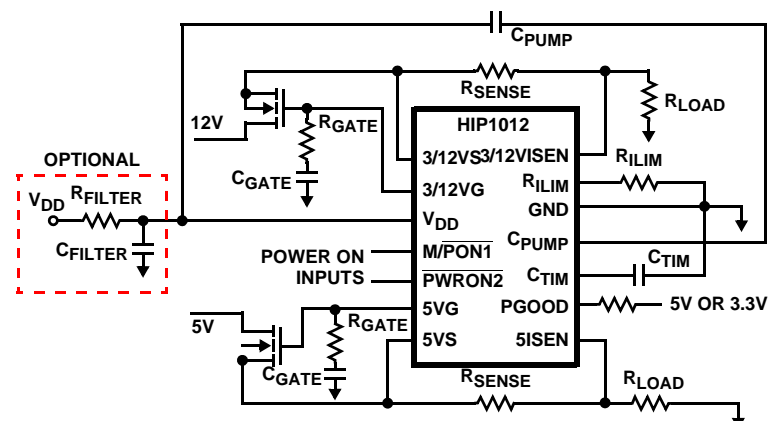 CPUMP
RSENSE
RLOAD
12V
RGATE
CGATE
HIP1012
3/12VS
3/12VISEN
3/12VG
RILIM
RILIM
GND
VDD
CPUMP
M/PON1
CTIM
CTIM
PWRON2
5VG
PGOOD
5VS
5ISEN
OPTIONAL
VDD
RFILTER
CFILTER
POWER ON
INPUTS
5V OR 3.3V
5V
RGATE
CGATE
RSENSE
RLOAD